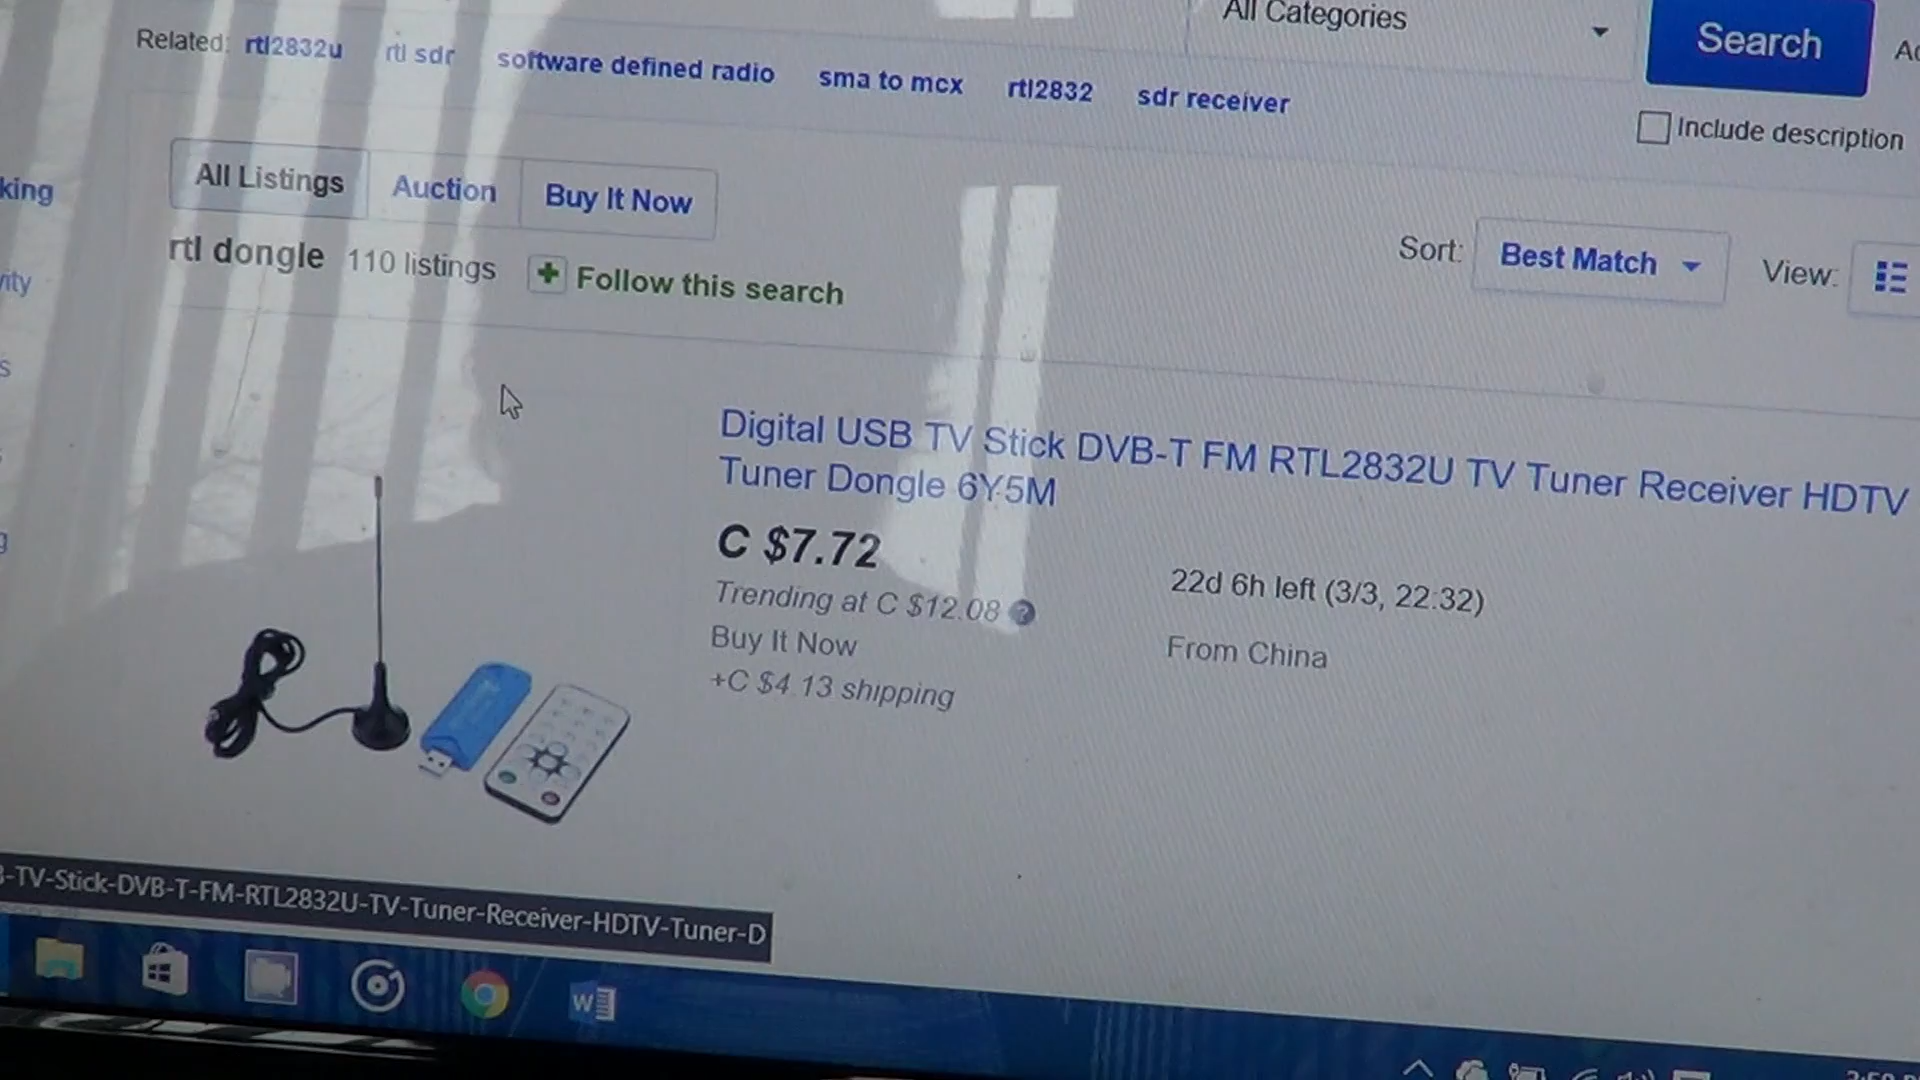 All Categories
Search
Related: rtl2832u rtl sdr software defined radio sma to mcx rtl2832 sdr receiver
Include description
All Listings Auction Buy It Now
rtl dongle 110 listings + Follow this search
Sort: Best Match View:
Digital USB TV Stick DVB-T FM RTL2832U TV Tuner Receiver HDTV
Tuner Dongle 6Y5M
C $7.72
Trending at C $12.08 ?
Buy It Now
+C $4.13 shipping
22d 6h left (3/3, 22:32)
From China
-TV-Stick-DVB-T-FM-RTL2832U-TV-Tuner-Receiver-HDTV-Tuner-D
W